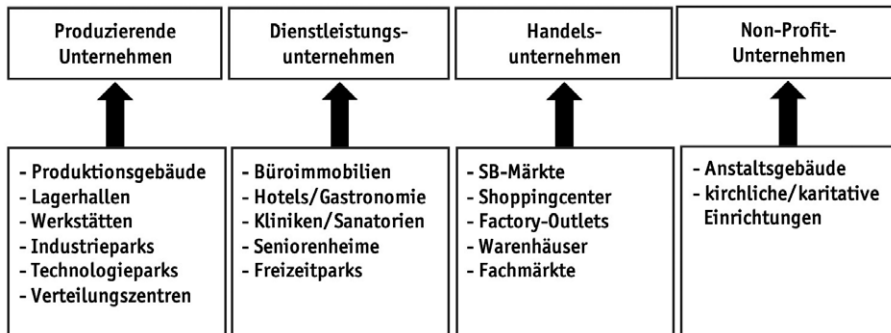 Produzierende
Unternehmen
Dienstleistungs-
unternehmen
Handels-
unternehmen
Non-Profit-
Unternehmen
- Produktionsgebäude
- Lagerhallen
- Werkstätten
- Industrieparks
- Technologieparks
- Verteilungszentren
- Büroimmobilien
- Hotels/Gastronomie
- Kliniken/Sanatorien
- Seniorenheime
- Freizeitparks
- SB-Märkte
- Shoppingcenter
- Factory-Outlets
- Warenhäuser
- Fachmärkte
- Anstaltsgebäude
- kirchliche/karitative
Einrichtungen